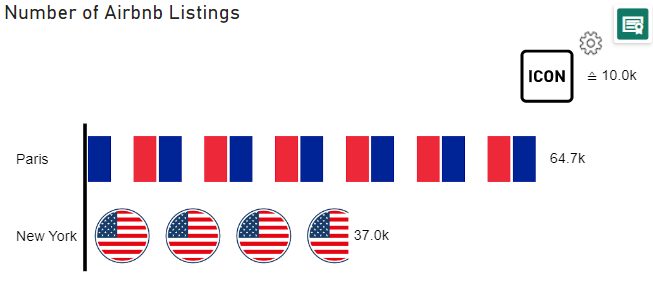 Number of Airbnb Listings
ICON ≙ 10.0k
Paris 64.7k
New York 37.0k